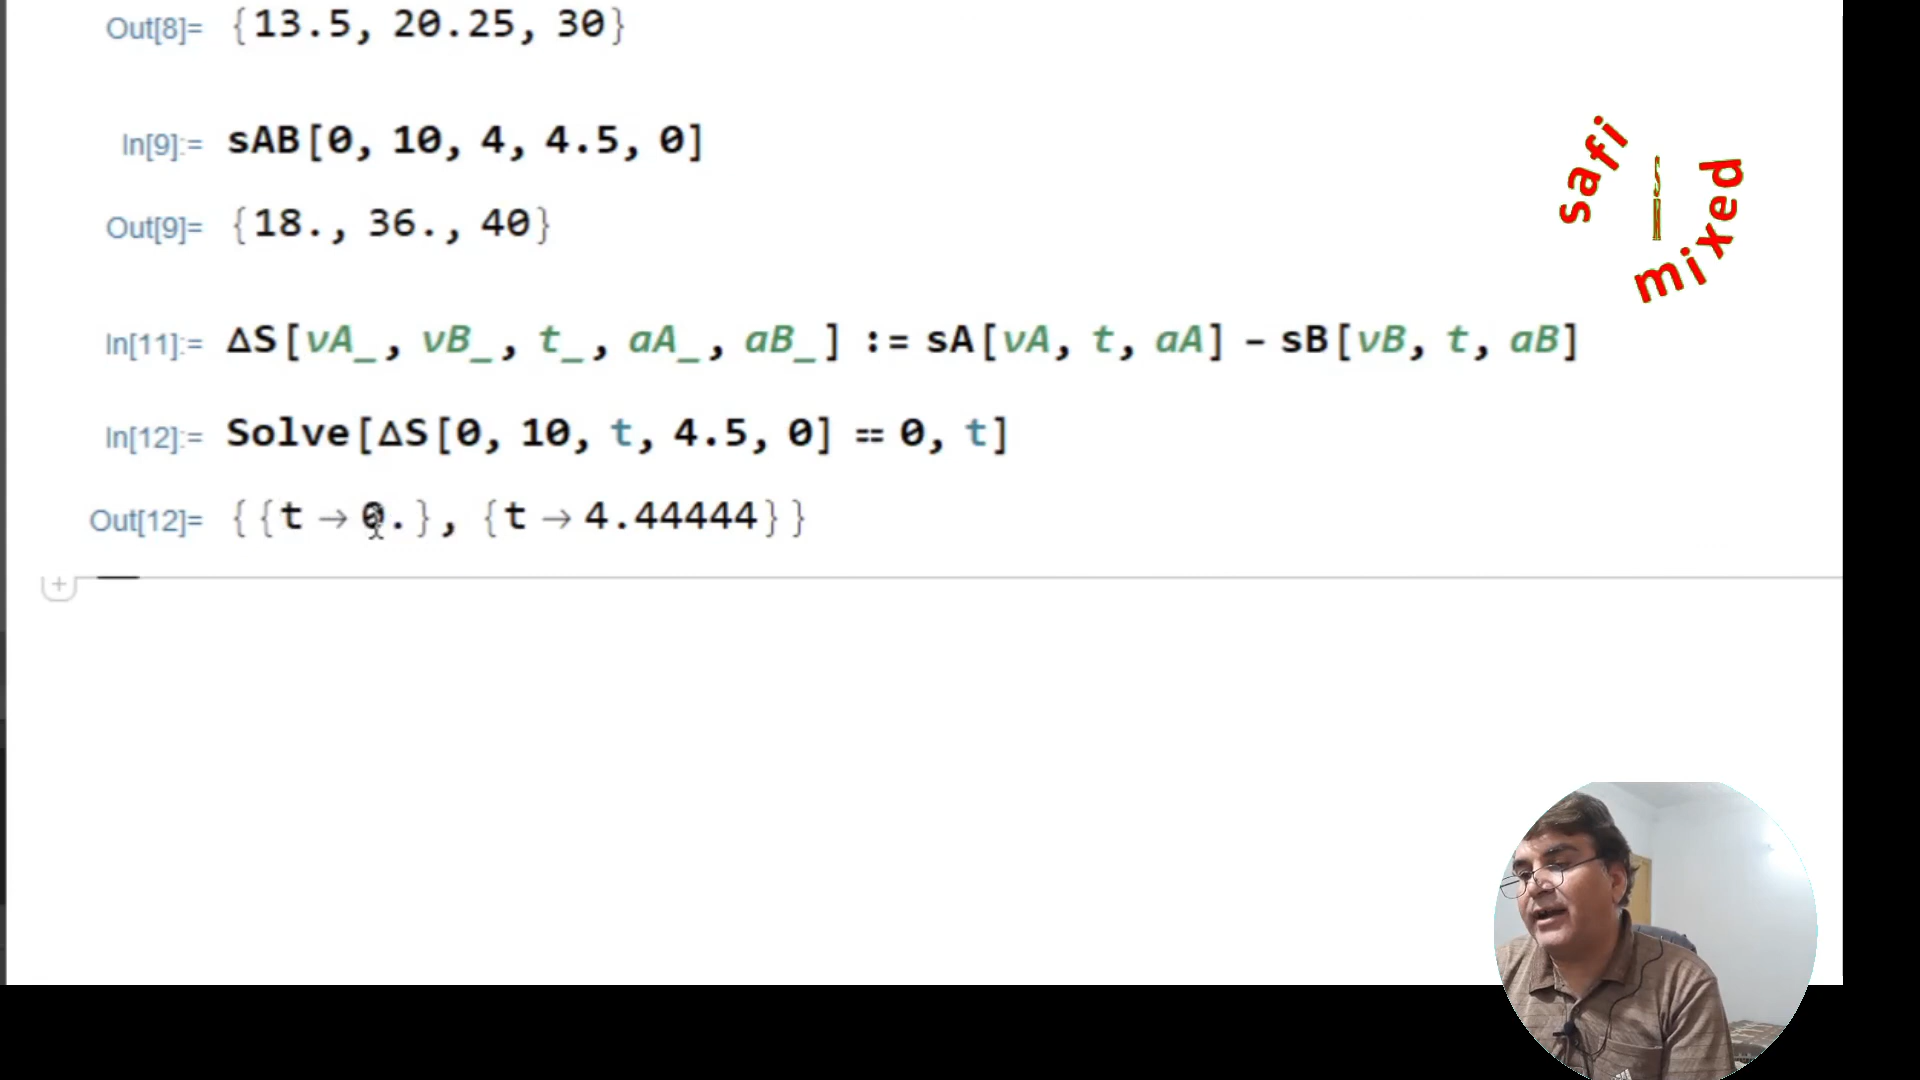 Out[8]= {13.5, 20.25, 30}
In[9]:= sAB[0, 10, 4, 4.5, 0]
Out[9]= {18., 36., 40}
In[11]:= ΔS[vA_, vB_, t_, aA_, aB_] := sA[vA, t, aA] - sB[vB, t, aB]
In[12]:= Solve[ΔS[0, 10, t, 4.5, 0] == 0, t]
Out[12]= {{t → 0.}, {t → 4.44444}}
safi
mixed